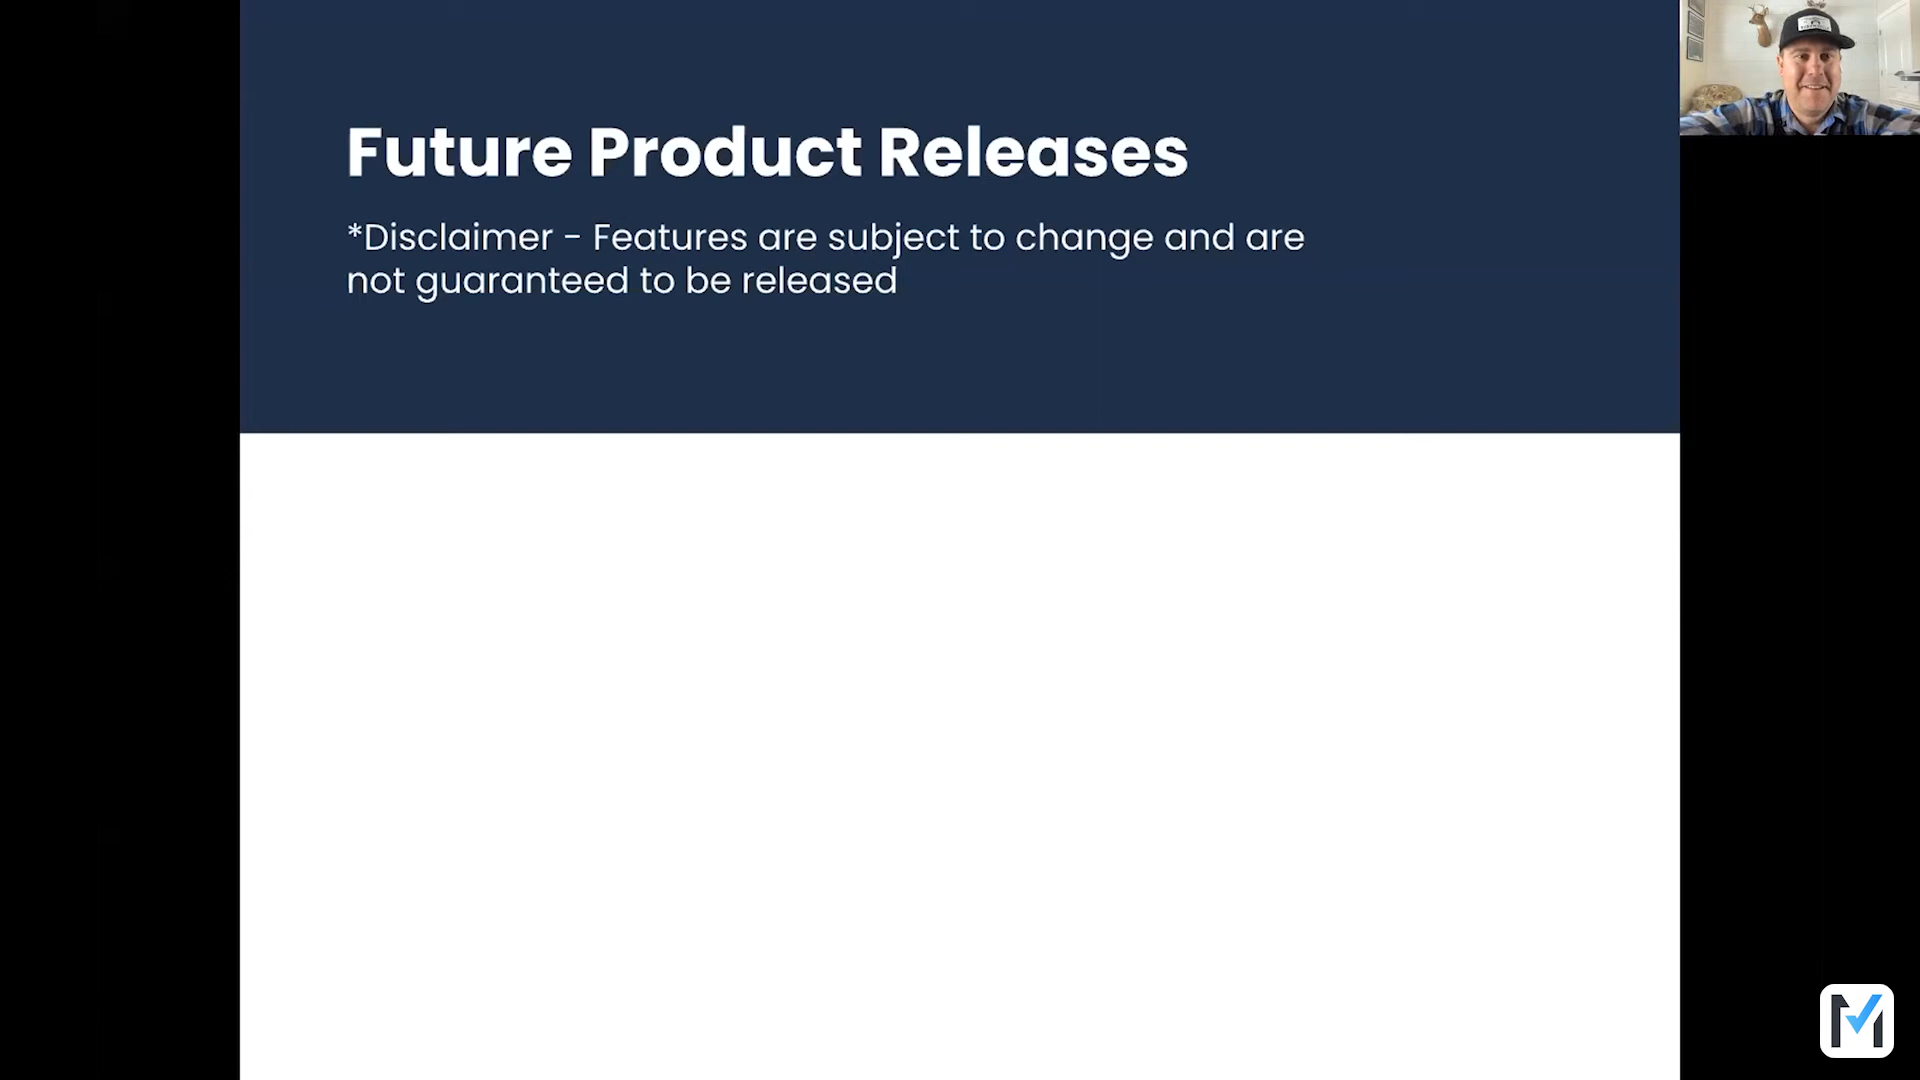 Future Product Releases
*Disclaimer - Features are subject to change and are
not guaranteed to be released